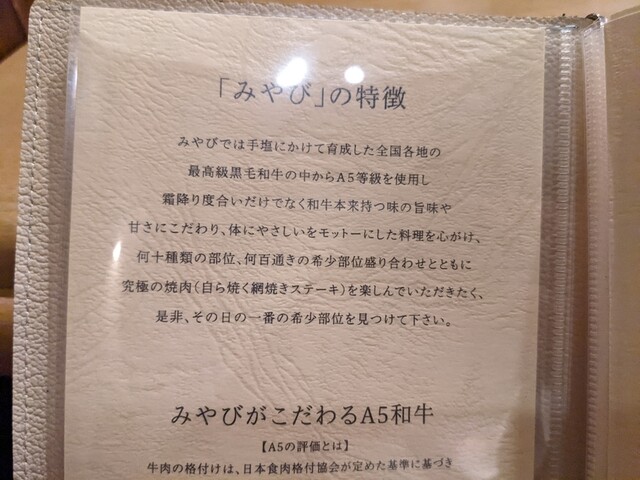 「みやび」の特徴
みやびでは手塩にかけて育成した全国各地の
最高級黒毛和牛の中からA5等級を使用し
霜降り度合いだけでなく和牛本来持つ味の旨味や
甘さにこだわり、体にやさしいをモットーにした料理を心がけ、
何十種類の部位、何百通りの希少部位盛り合わせとともに
究極の焼肉(自ら焼く網焼きステーキ)を楽しんでいただきたく、
是非、その日の一番の希少部位を見つけて下さい。
みやびがこだわるA5和牛
【A5の評価とは】
牛肉の格付けは、日本食肉格付協会が定めた基準に基づき